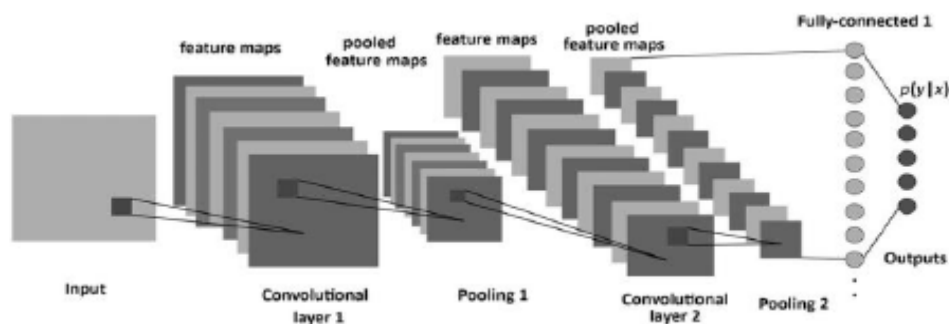 feature maps
pooled
feature maps
feature maps
pooled
feature maps
Fully-connected 1
p(y|x)
Input
Convolutional
layer 1
Pooling 1
Convolutional
layer 2
Pooling 2
Outputs